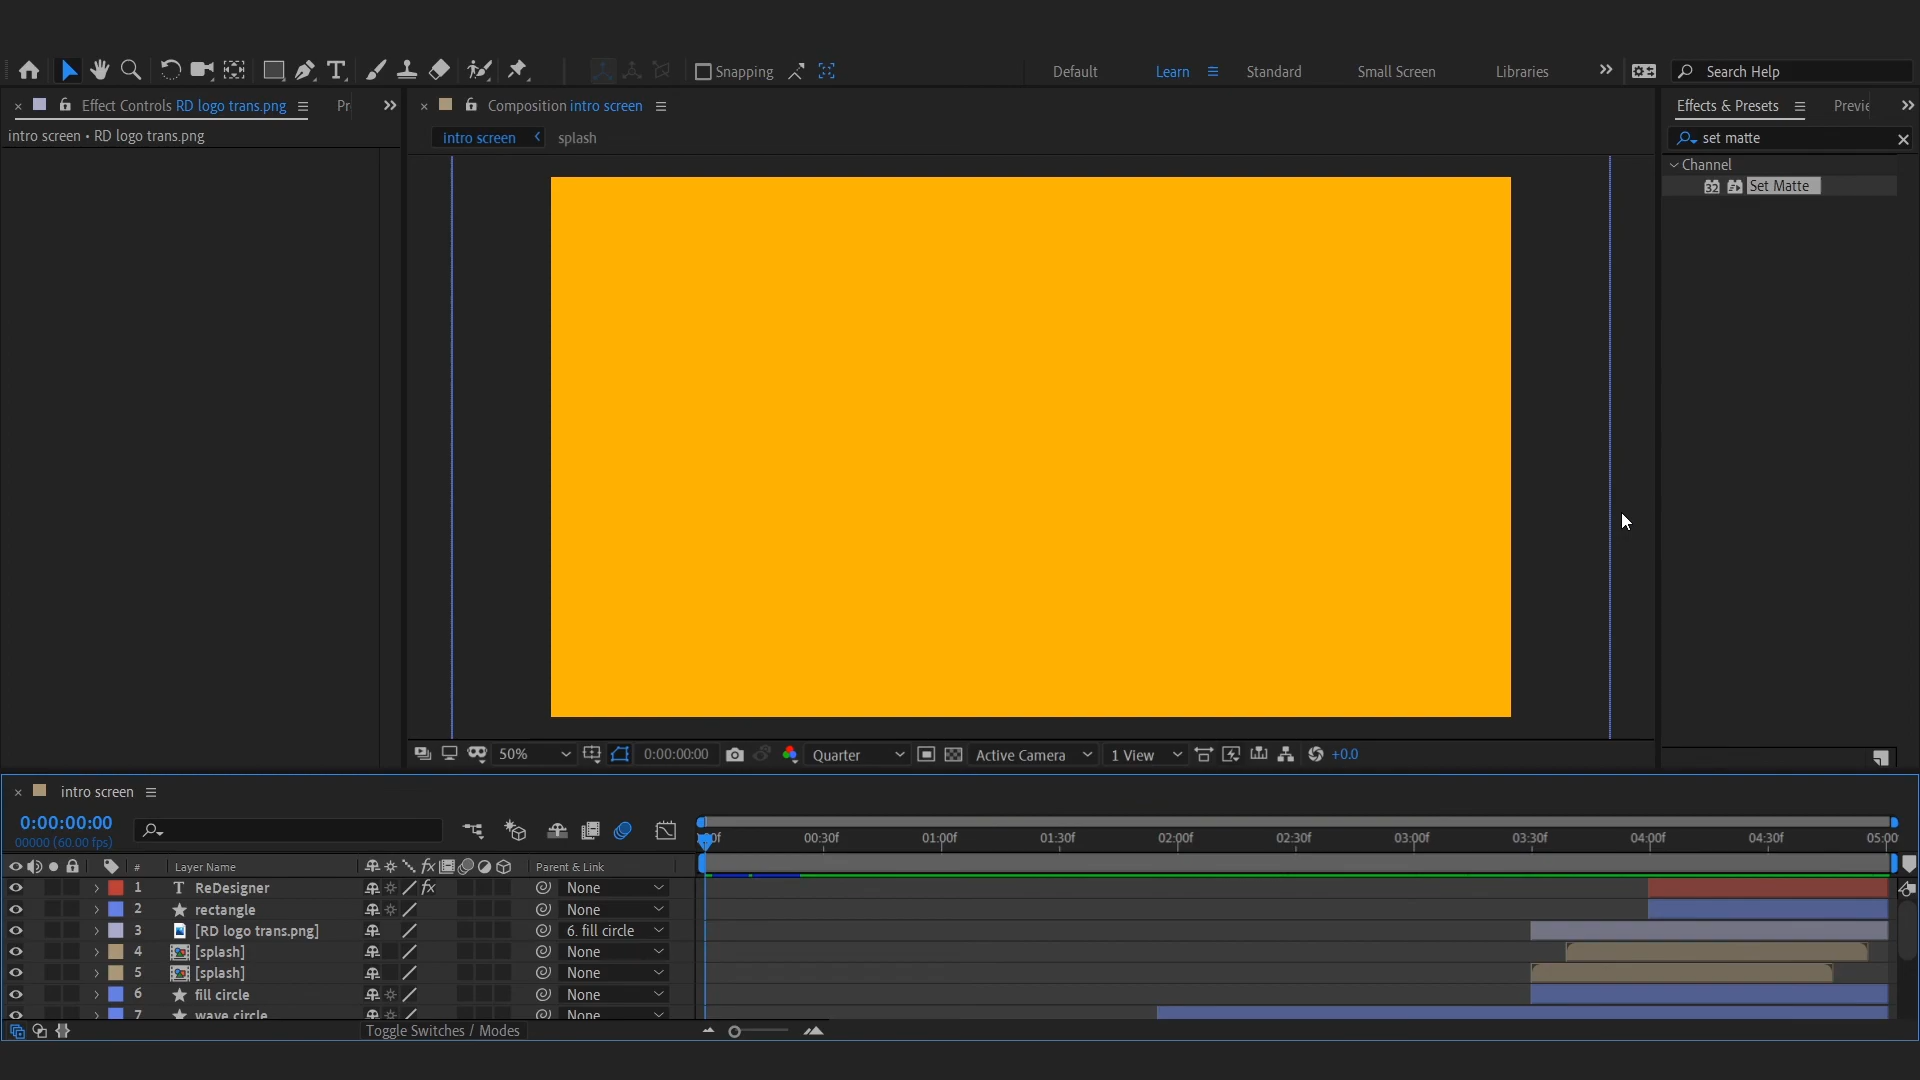 Snapping Default Learn Standard Small Screen Libraries Search Help
Effect Controls RD logo trans.png Pr Composition intro screen Effects & Presets Previe
intro screen • RD logo trans.png
intro screen splash
set matte
Channel
32 Set Matte
50% 0:00:00:00 Quarter Active Camera 1 View +0.0
intro screen
0:00:00:00
00000 (60.00 fps)
00f 00:30f 01:00f 01:30f 02:00f 02:30f 03:00f 03:30f 04:00f 04:30f 05:00
# Layer Name fx Parent & Link
1 T ReDesigner fx None
2 rectangle None
3 [RD logo trans.png] 6. fill circle
4 [splash] None
5 [splash] None
6 fill circle None
7 wave circle None
Toggle Switches / Modes